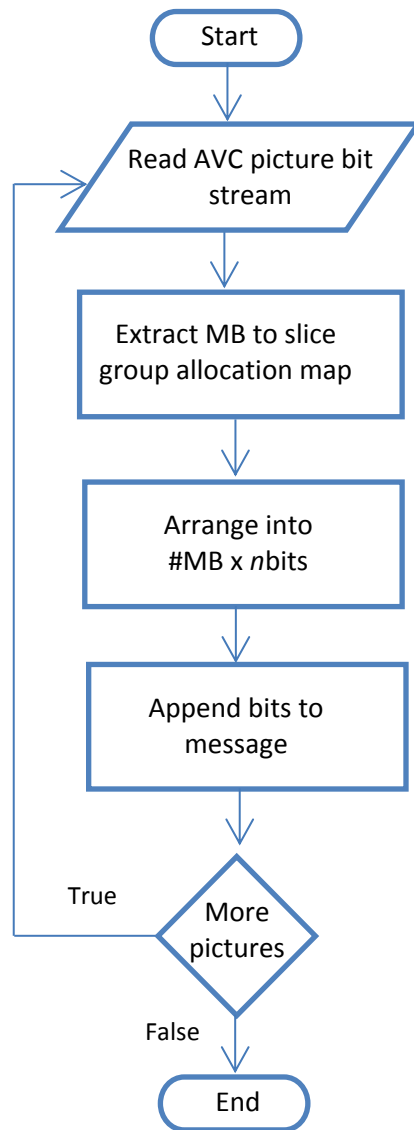 Start
Read AVC picture bit
stream
Extract MB to slice
group allocation map
Arrange into
#MB x nbits
Append bits to
message
True
More
pictures
False
End